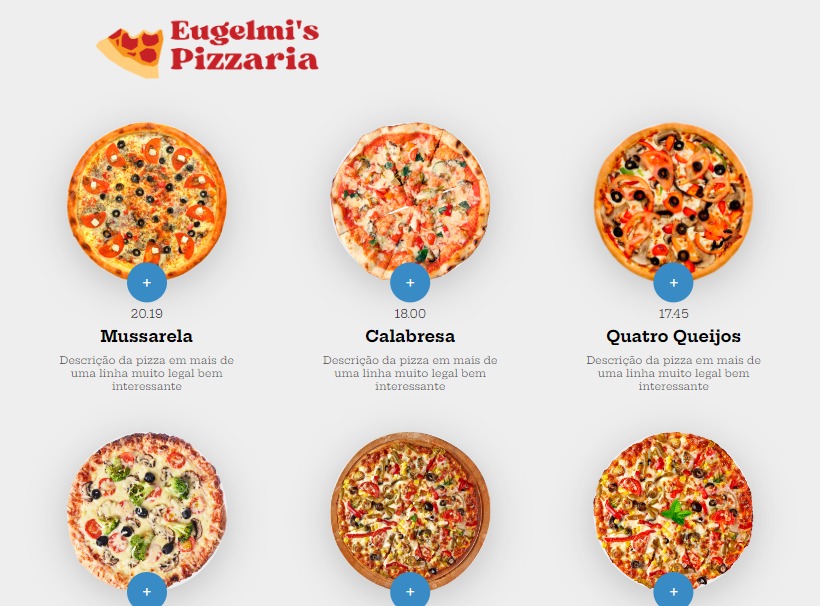 Eugelmi's
Pizzaria
+
+
+
20.19
18.00
17.45
Mussarela
Calabresa
Quatro Queijos
Descrição da pizza em mais de
uma linha muito legal bem
interessante
Descrição da pizza em mais de
uma linha muito legal bem
interessante
Descrição da pizza em mais de
uma linha muito legal bem
interessante
+
+
+